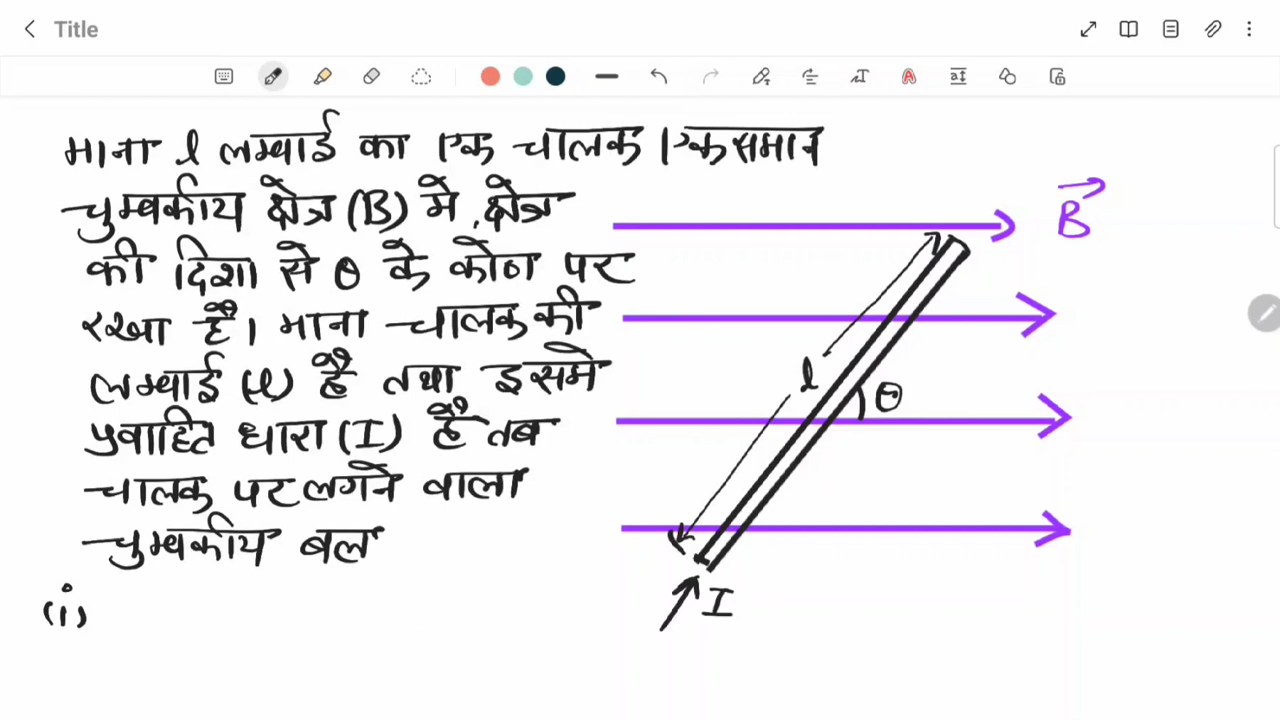 Title
माना l लम्बाई का एक चालक एकसमान
चुम्बकीय क्षेत्र (B) मे, क्षेत्र
की दिशा से θ के कोण पर
रखा है। माना चालक की
लम्बाई (l) है तथा इसमे
प्रवाहित धारा (I) है तब
चालक पर लगने वाला
चुम्बकीय बल
(i)
B
l
θ
I